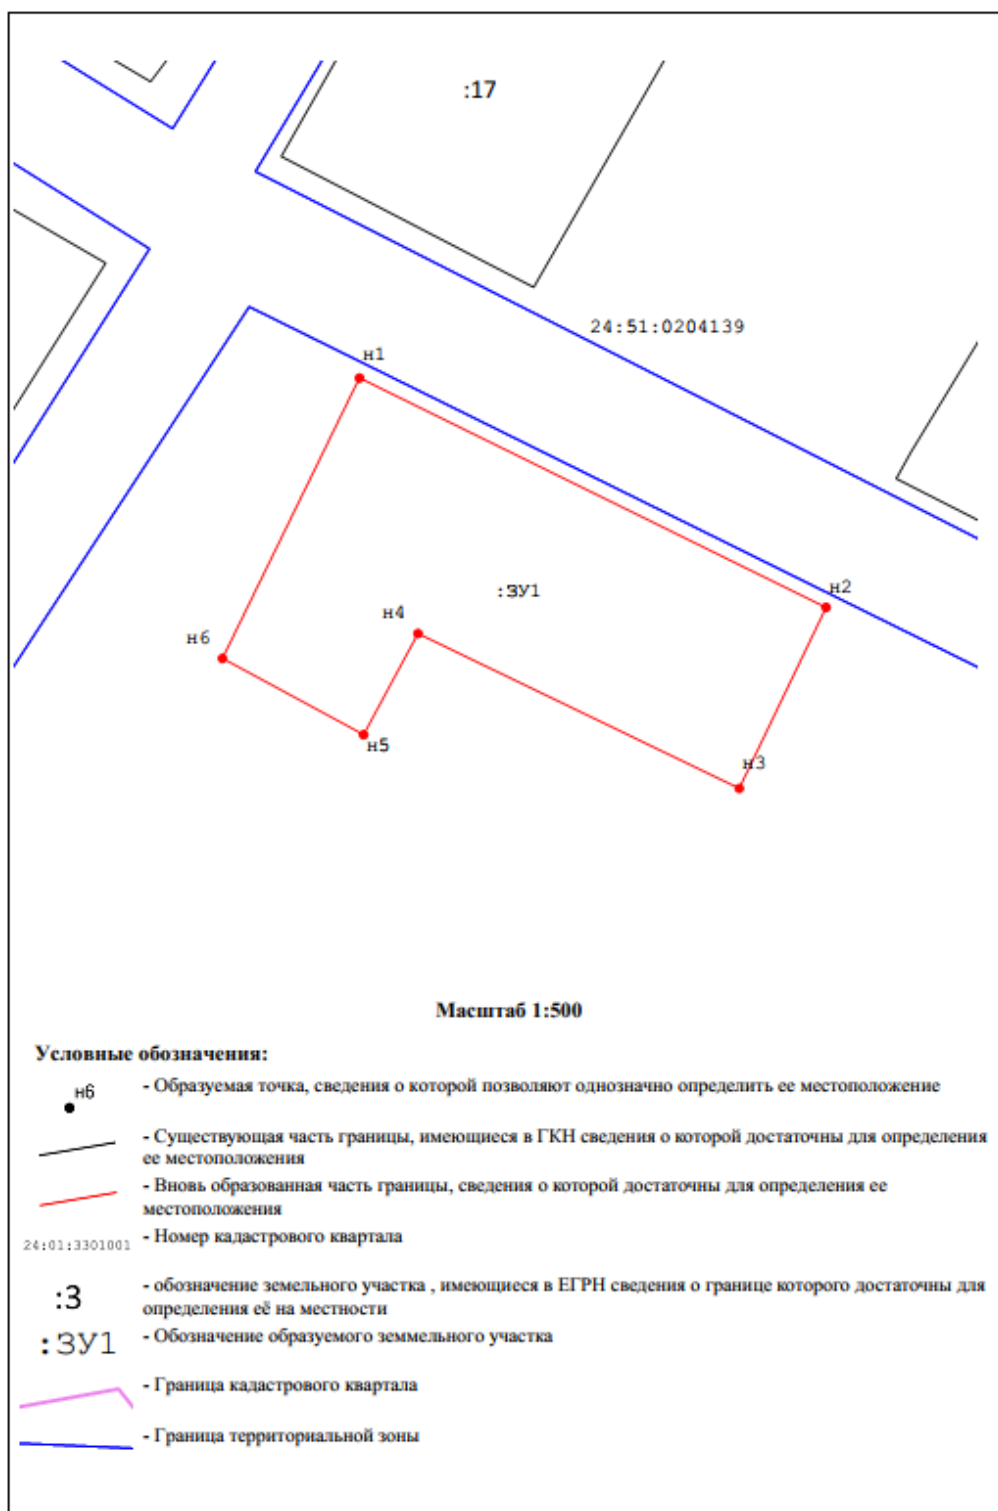 :17
24:51:0204139
н1
:ЗУ1
н2
н4
н6
н5
н3
Масштаб 1:500
Условные обозначения:
н6
- Образуемая точка, сведения о которой позволяют однозначно определить ее местоположение
- Существующая часть границы, имеющиеся в ГКН сведения о которой достаточны для определения
ее местоположения
- Вновь образованная часть границы, сведения о которой достаточны для определения ее
местоположения
24:01:3301001
- Номер кадастрового квартала
:3
- обозначение земельного участка , имеющиеся в ЕГРН сведения о границе которого достаточны для
определения её на местности
:ЗУ1
- Обозначение образуемогоземмельного участка
- Граница кадастрового квартала
- Граница территориальной зоны